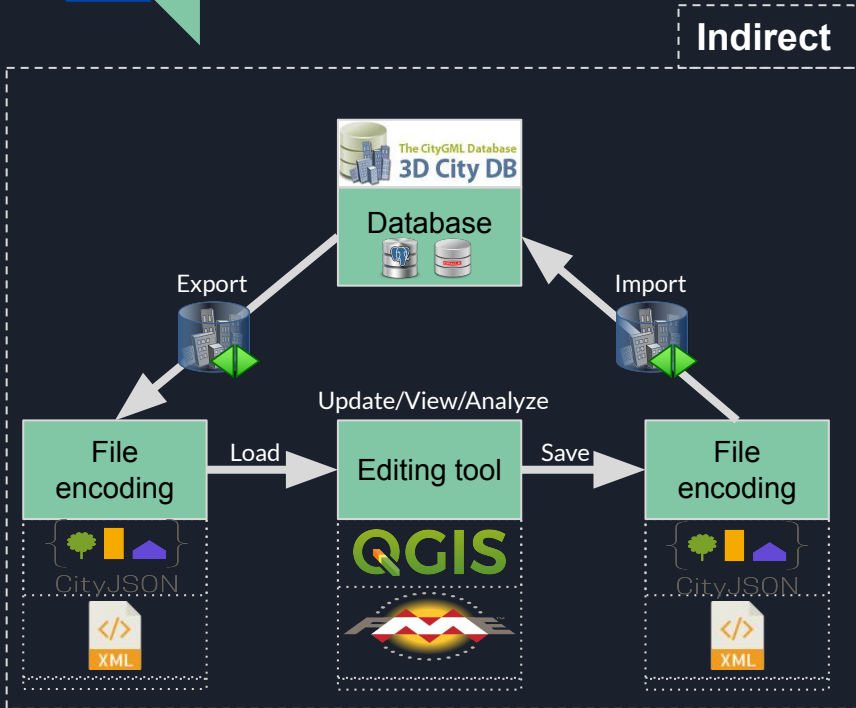 Indirect
The CityGML Database
3D City DB
Database
Export
Import
Update/View/Analyze
File
encoding
Load
Editing tool
Save
File
encoding
CityJSON
XML
QGIS
FME
CityJSON
XML